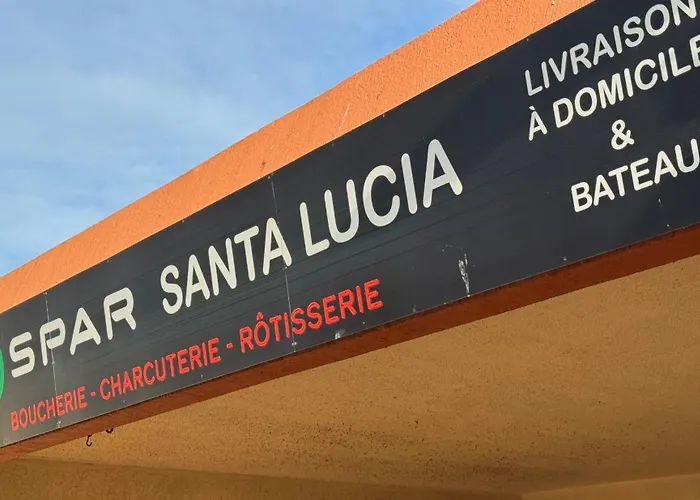 SPAR SANTA LUCIA
BOUCHERIE - CHARCUTERIE - RÔTISSERIE
LIVRAISON
À DOMICILE
&
BATEAU